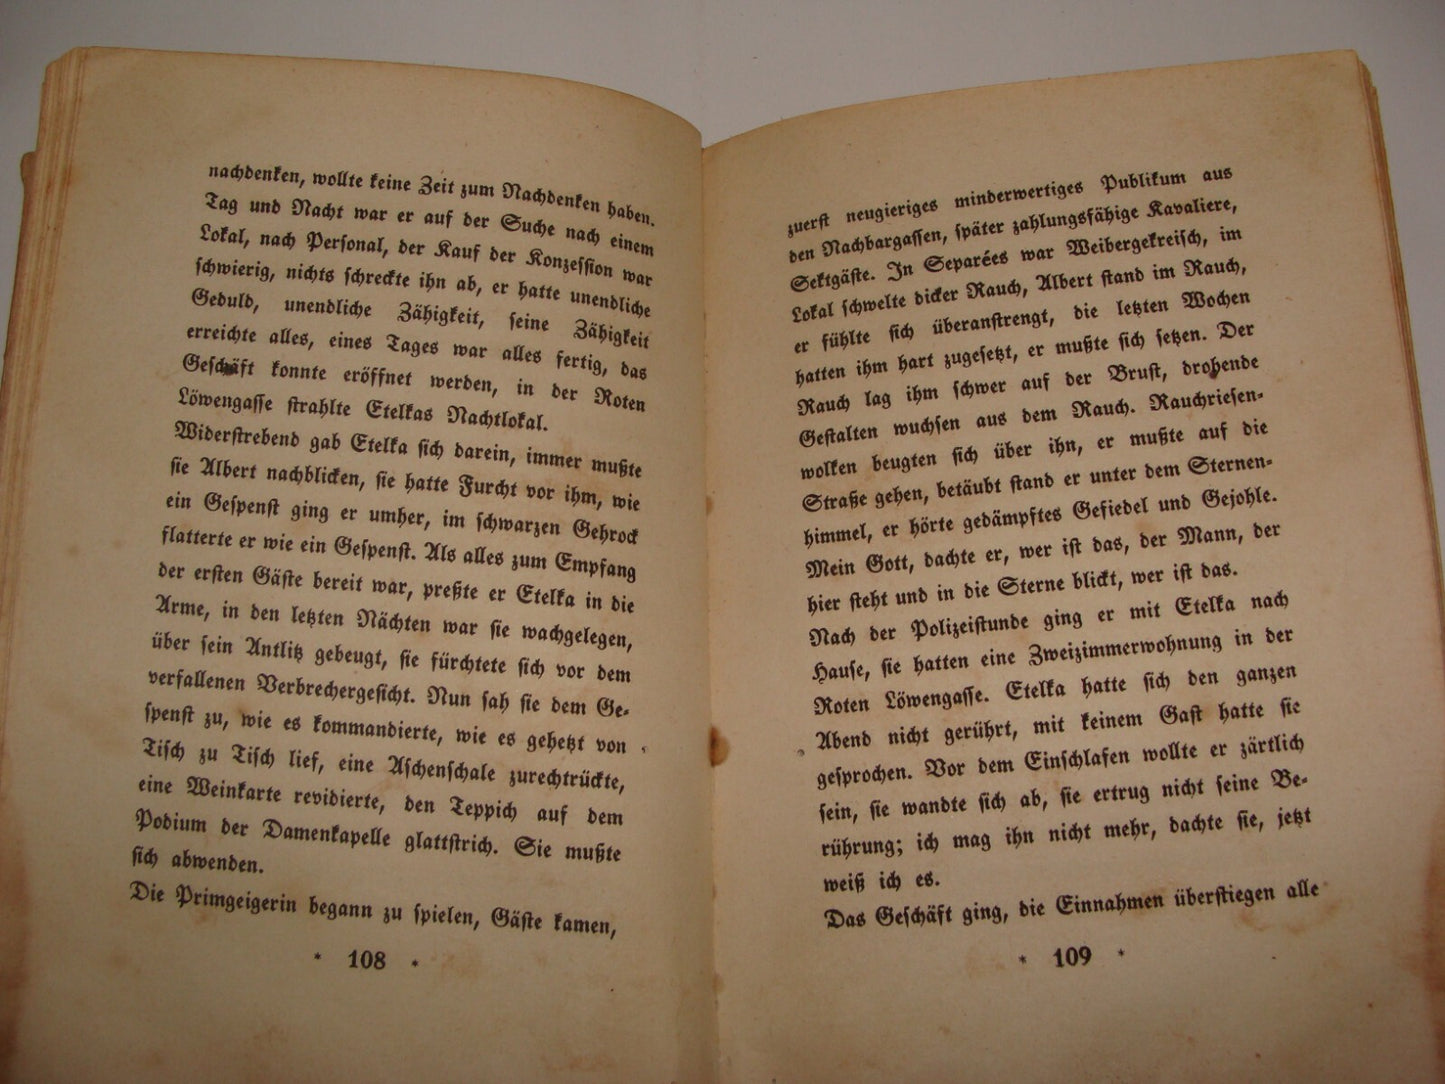 nachdenken, wollte keine Zeit zum Nachdenken haben.
Tag und Nacht war er auf der Suche nach einem
Lokal, nach Personal, der Kauf der Konzession war
schwierig, nichts schreckte ihn ab, er hatte unendliche
Geduld, unendliche Zähigkeit, seine Zähigkeit
erreichte alles, eines Tages war alles fertig, das
Geschäft konnte eröffnet werden, in der Roten
Löwengasse strahlte Etelkas Nachtlokal.
Widerstrebend gab Etelka sich darein, immer mußte
sie Albert nachblicken, sie hatte Furcht vor ihm, wie
ein Gespenst ging er umher, im schwarzen Gehrock
flatterte er wie ein Gespenst. Als alles zum Empfang
der ersten Gäste bereit war, preßte er Etelka in die
Arme, in den letzten Nächten war sie wachgelegen,
über sein Antlitz gebeugt, sie fürchtete sich vor dem
verfallenen Verbrechergesicht. Nun sah sie dem Ge-
spenst zu, wie es kommandierte, wie es gehetzt von
Tisch zu Tisch lief, eine Aschenschale zurechtrückte,
eine Weinkarte revidierte, den Teppich auf dem
Podium der Damenkapelle glattstrich. Sie mußte
sich abwenden.
Die Primgeigerin begann zu spielen, Gäste kamen,
* 108 *
zuerst neugieriges minderwertiges Publikum aus
den Nachbargassen, später zahlungsfähige Kavaliere,
Sektgäste. In Separées war Weibergekreisch, im
Lokal schwelte dicker Rauch, Albert stand im Rauch,
er fühlte sich überanstrengt, die letzten Wochen
hatten ihm hart zugesetzt, er mußte sich setzen. Der
Rauch lag ihm schwer auf der Brust, drohende
Gestalten wuchsen aus dem Rauch. Rauchriesen-
wolken beugten sich über ihn, er mußte auf die
Straße gehen, betäubt stand er unter dem Sternen-
himmel, er hörte gedämpftes Gefiedel und Gejohle.
Mein Gott, dachte er, wer ist das, der Mann, der
hier steht und in die Sterne blickt, wer ist das.
Nach der Polizeistunde ging er mit Etelka nach
Hause, sie hatten eine Zweizimmerwohnung in der
Roten Löwengasse. Etelka hatte sich den ganzen
Abend nicht gerührt, mit keinem Gast hatte sie
gesprochen. Vor dem Einschlafen wollte er zärtlich
sein, sie wandte sich ab, sie ertrug nicht seine Be-
rührung; ich mag ihn nicht mehr, dachte sie, jetzt
weiß ich es.
Das Geschäft ging, die Einnahmen überstiegen alle
* 109 *